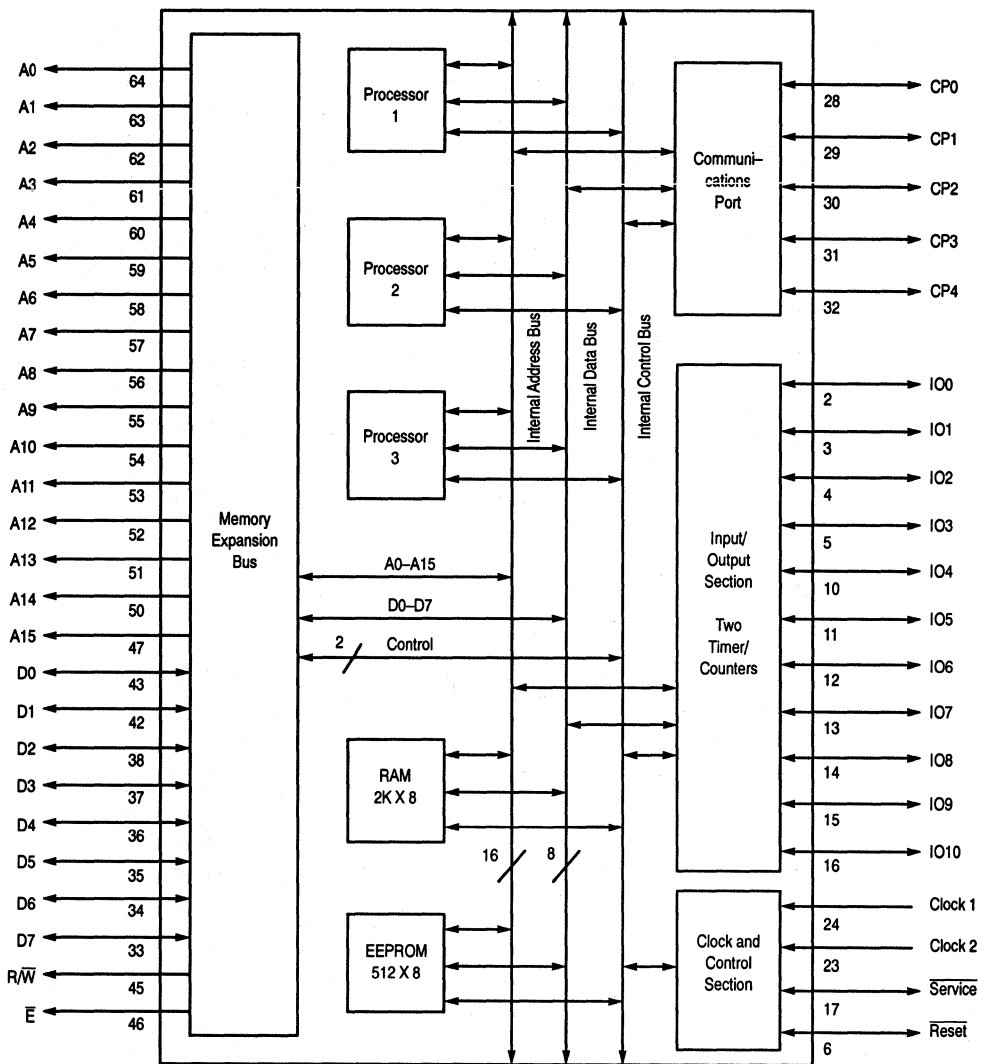 A0
64
A1
63
A2
62
A3
61
A4
60
A5
59
A6
58
A7
57
A8
56
A9
55
A10
54
A11
53
A12
52
A13
51
A14
50
A15
47
D0
43
D1
42
D2
38
D3
37
D4
36
D5
35
D6
34
D7
33
R/W̅
45
E̅
46
Memory
Expansion
Bus
Processor
1
Processor
2
Processor
3
A0–A15
D0–D7
2
Control
RAM
2K X 8
EEPROM
512 X 8
Internal Address Bus
Internal Data Bus
Internal Control Bus
16
8
Communi–
cations
Port
Input/
Output
Section
Two
Timer/
Counters
Clock and
Control
Section
CP0
28
CP1
29
CP2
30
CP3
31
CP4
32
IO0
2
IO1
3
IO2
4
IO3
5
IO4
10
IO5
11
IO6
12
IO7
13
IO8
14
IO9
15
IO10
16
Clock 1
24
Clock 2
23
S̅e̅r̅v̅i̅c̅e̅
17
R̅e̅s̅e̅t̅
6